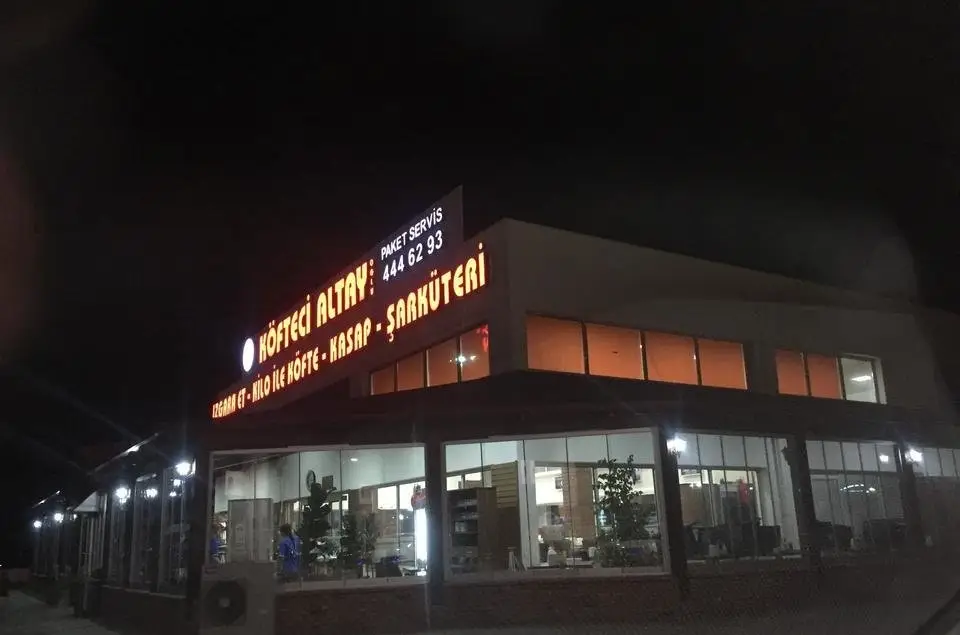 PAKET SERVİS
444 62 93
KÖFTECİ ALTAY
IZGARA ET - KİLO İLE KÖFTE - KASAP - ŞARKÜTERİ